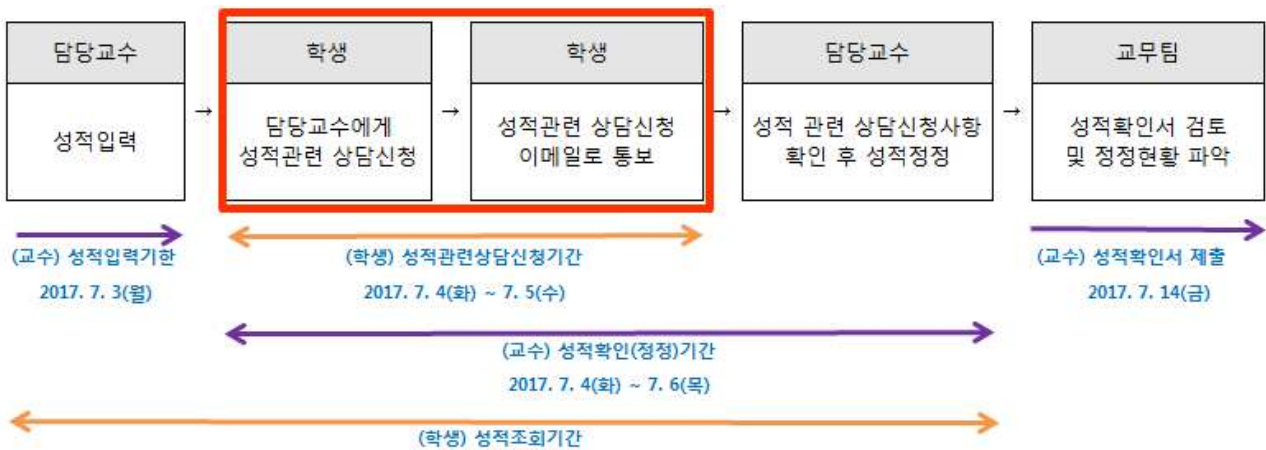 담당교수
성적입력
→
학생
담당교수에게
성적관련 상담신청
→
학생
성적관련 상담신청
이메일로 통보
→
담당교수
성적 관련 상담신청사항
확인 후 성적정정
→
교무팀
성적확인서 검토
및 정정현황 파악
(교수) 성적입력기한
2017. 7. 3(월)
(학생) 성적관련상담신청기간
2017. 7. 4(화) ~ 7. 5(수)
(교수) 성적확인서 제출
2017. 7. 14(금)
(교수) 성적확인(정정)기간
2017. 7. 4(화) ~ 7. 6(목)
(학생) 성적조회기간